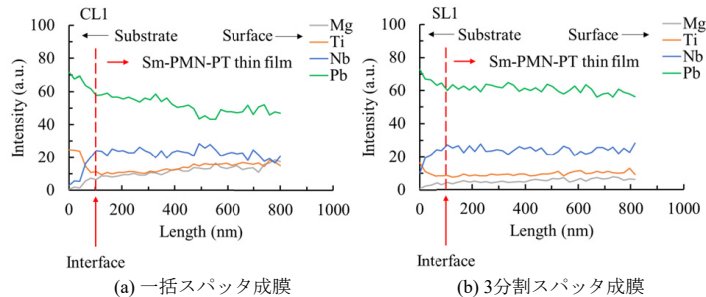 (a) CL1
Substrate Surface
Sm-PMN-PT thin film
Mg
Ti
Nb
Pb
Intensity (a.u.)
100
80
60
40
20
0
0 200 400 600 800 1000
Length (nm)
Interface
(a) 一括スパッタ成膜
(b) SL1
Substrate Surface
Sm-PMN-PT thin film
Mg
Ti
Nb
Pb
Intensity (a.u.)
100
80
60
40
20
0
0 200 400 600 800 1000
Length (nm)
Interface
(b) 3分割スパッタ成膜